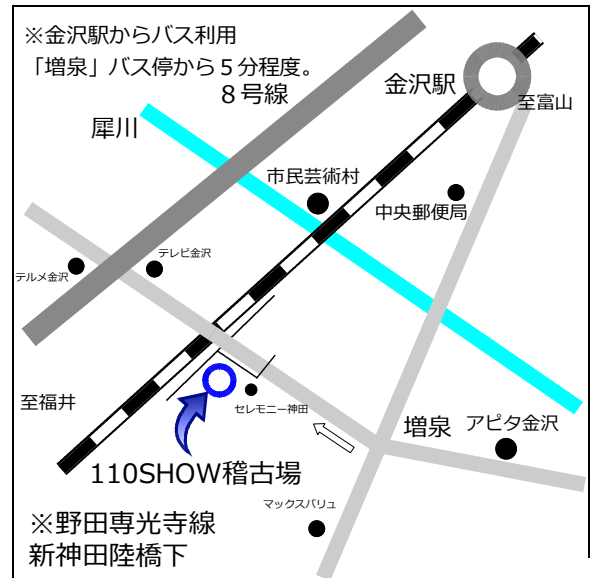 ※金沢駅からバス利用
「増泉」バス停から５分程度。
８号線
金沢駅
至富山
犀川
市民芸術村
中央郵便局
テレビ金沢
テルメ金沢
至福井
セレモニー神田
増泉
アピタ金沢
110SHOW稽古場
マックスバリュ
※野田専光寺線
新神田陸橋下